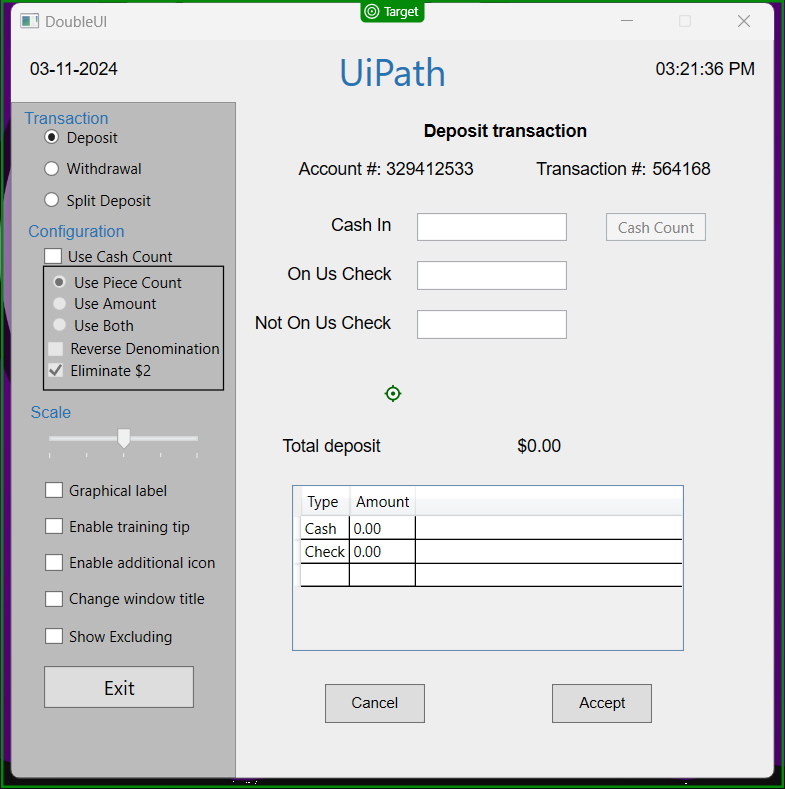 Target
DoubleUI
03-11-2024
UiPath
03:21:36 PM
Transaction
Deposit
Withdrawal
Split Deposit
Configuration
Use Cash Count
Use Piece Count
Use Amount
Use Both
Reverse Denomination
Eliminate $2
Scale
Graphical label
Enable training tip
Enable additional icon
Change window title
Show Excluding
Exit
Deposit transaction
Account #: 329412533 Transaction #: 564168
Cash In Cash Count
On Us Check
Not On Us Check
Total deposit $0.00
Type Amount
Cash 0.00
Check 0.00
Cancel Accept